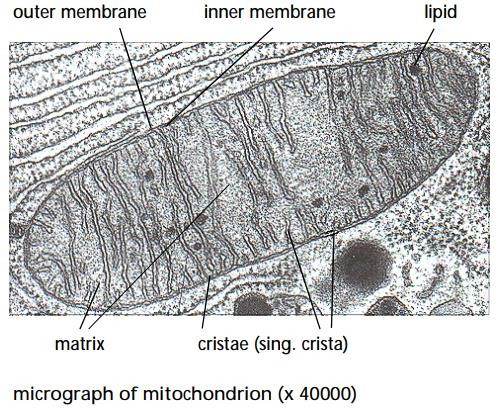 outer membrane
inner membrane
lipid
matrix
cristae (sing. crista)
micrograph of mitochondrion (x 40000)